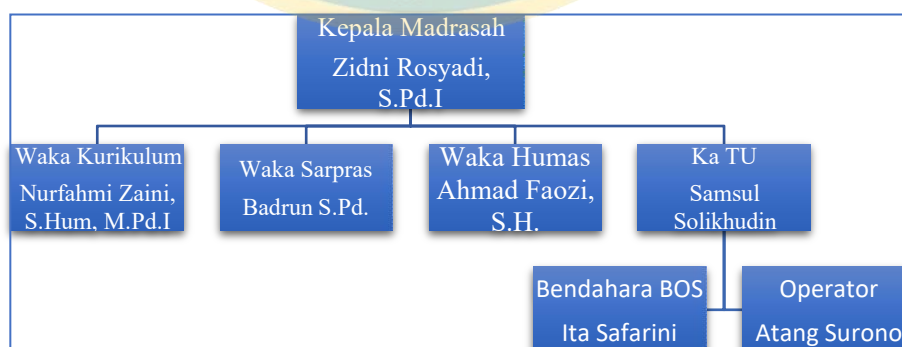 Kepala Madrasah
Zidni Rosyadi,
S.Pd.I
Waka Kurikulum
Nurfahmi Zaini,
S.Hum, M.Pd.I
Waka Sarpras
Badrun S.Pd.
Waka Humas
Ahmad Faozi,
S.H.
Ka TU
Samsul
Solikhudin
Bendahara BOS
Ita Safarini
Operator
Atang Surono